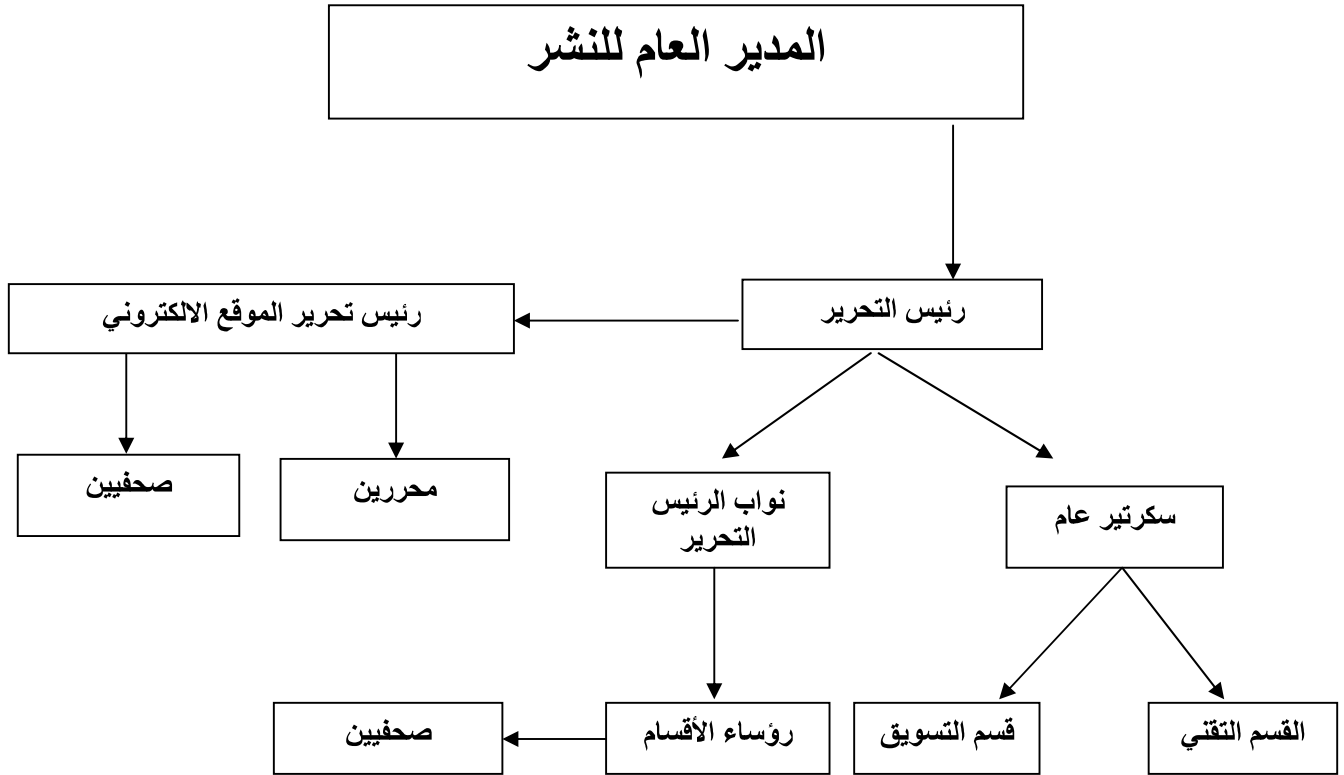 المدير العام للنشر
رئيس التحرير
رئيس تحرير الموقع الالكتروني
سكرتير عام
نواب الرئيس
التحرير
محررين
صحفيين
القسم التقني
قسم التسويق
رؤساء الأقسام
صحفيين